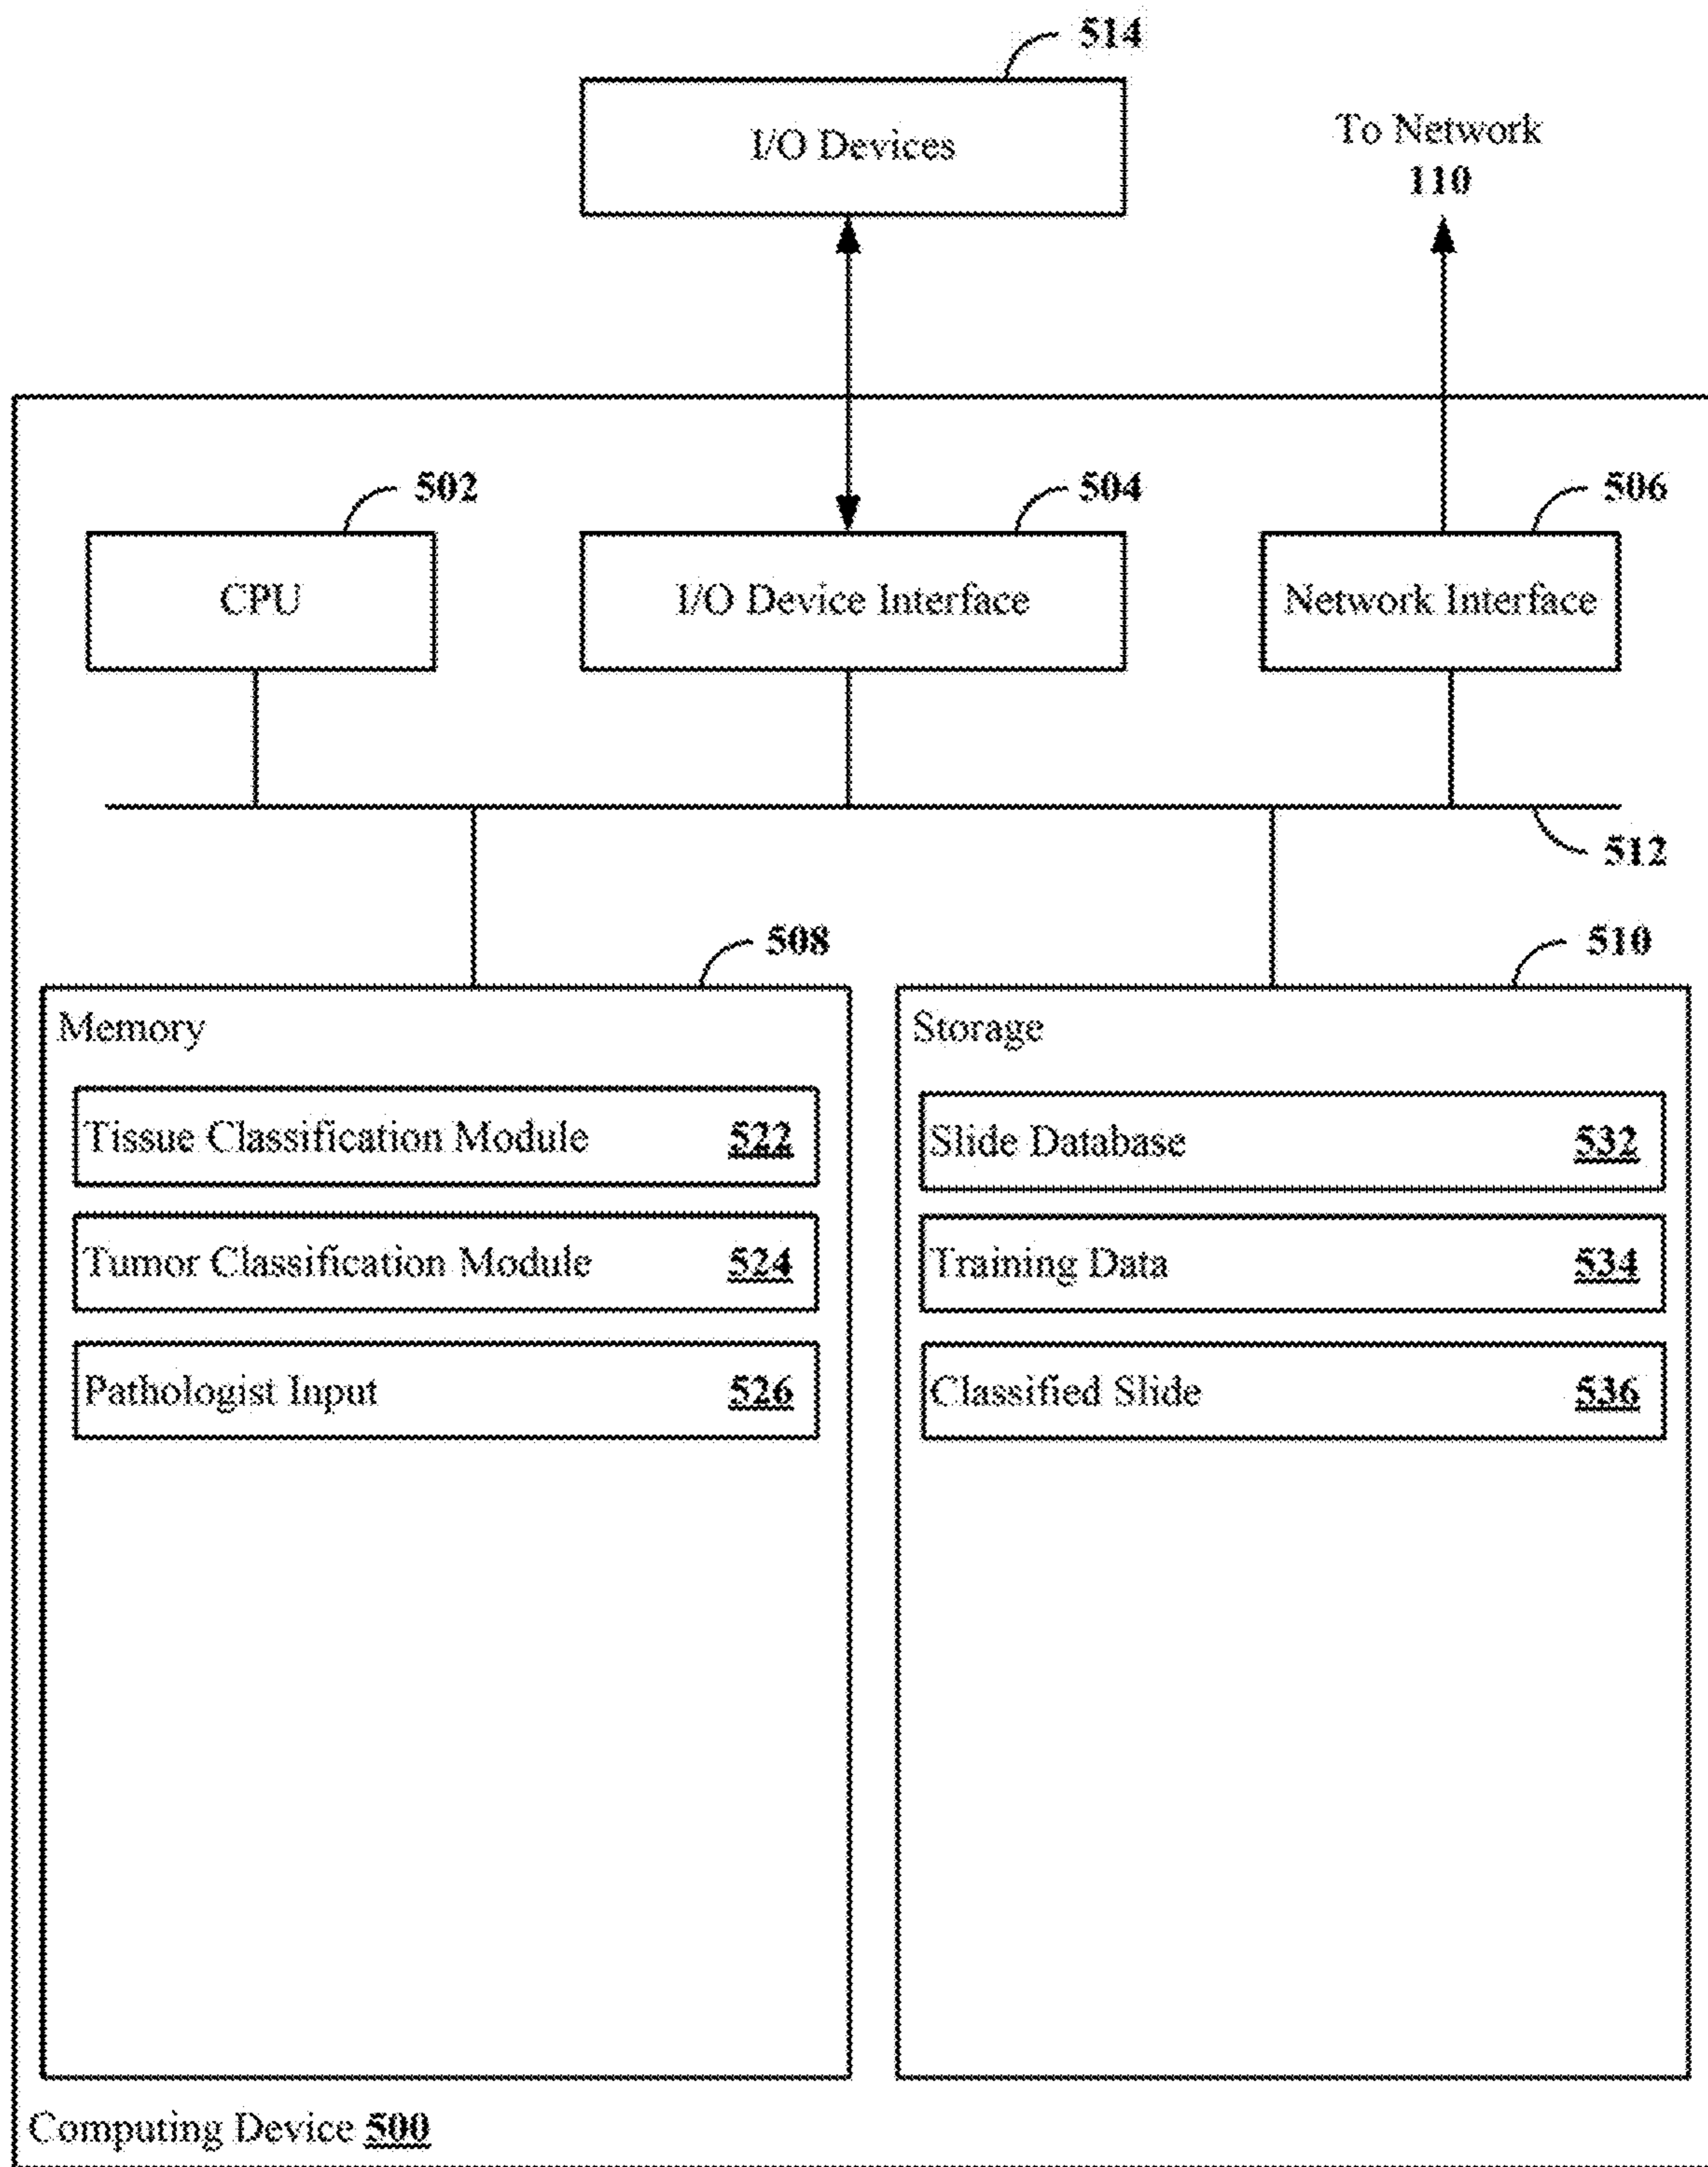 514
I/O Devices
To Network
110
502
504
506
CPU
I/O Device Interface
Network Interface
512
508
510
Memory
Storage
Tissue Classification Module 522
Slide Database 532
Tumor Classification Module 524
Training Data 534
Pathologist Input 526
Classified Slide 536
Computing Device 500